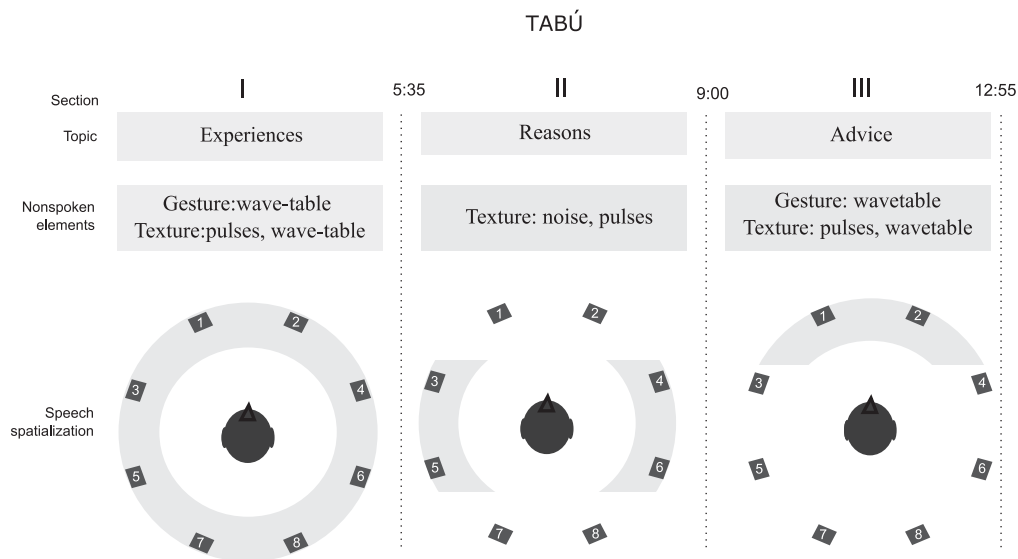 TABÚ
Section
I
5:35
II
9:00
III
12:55
Topic
Experiences
Reasons
Advice
Nonspoken
elements
Gesture:wave-table
Texture:pulses, wave-table
Texture: noise, pulses
Gesture: wavetable
Texture: pulses, wavetable
Speech
spatialization
1
2
3
4
5
6
7
8
1
2
3
4
5
6
7
8
1
2
3
4
5
6
7
8